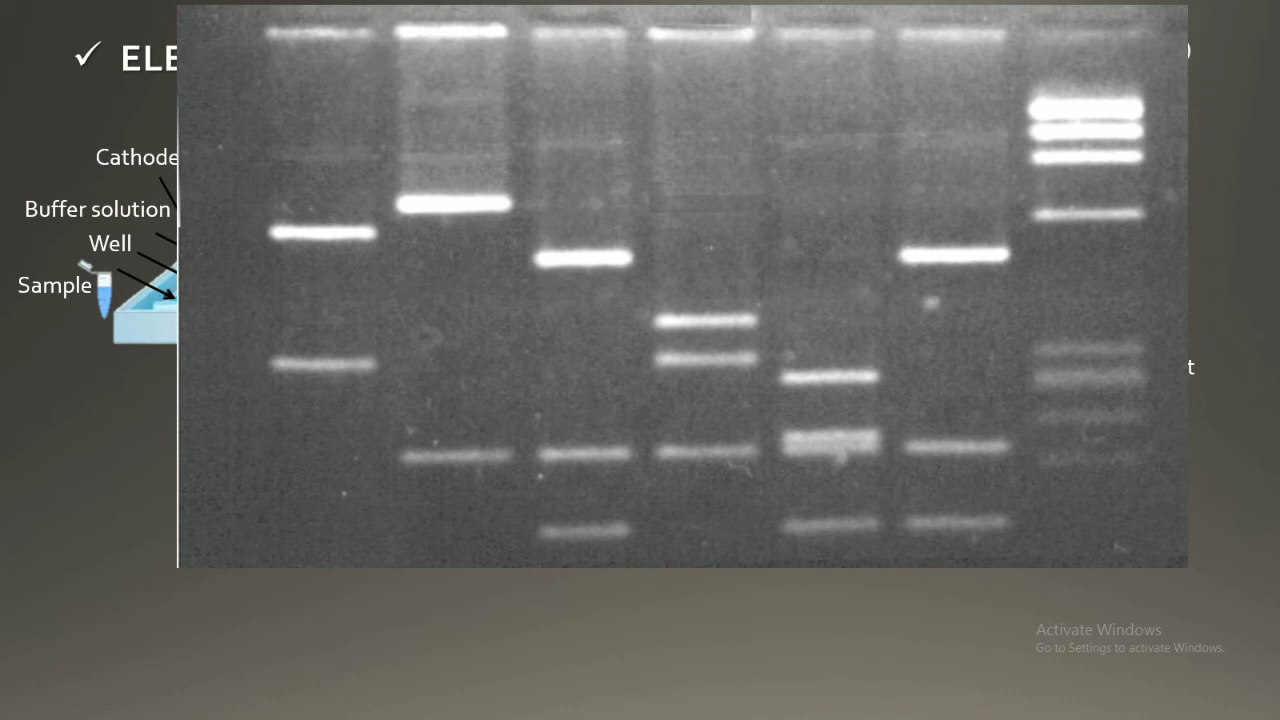 ✓ ELE
)
Cathode
Buffer solution
Well
Sample
t
Activate Windows
Go to Settings to activate Windows.